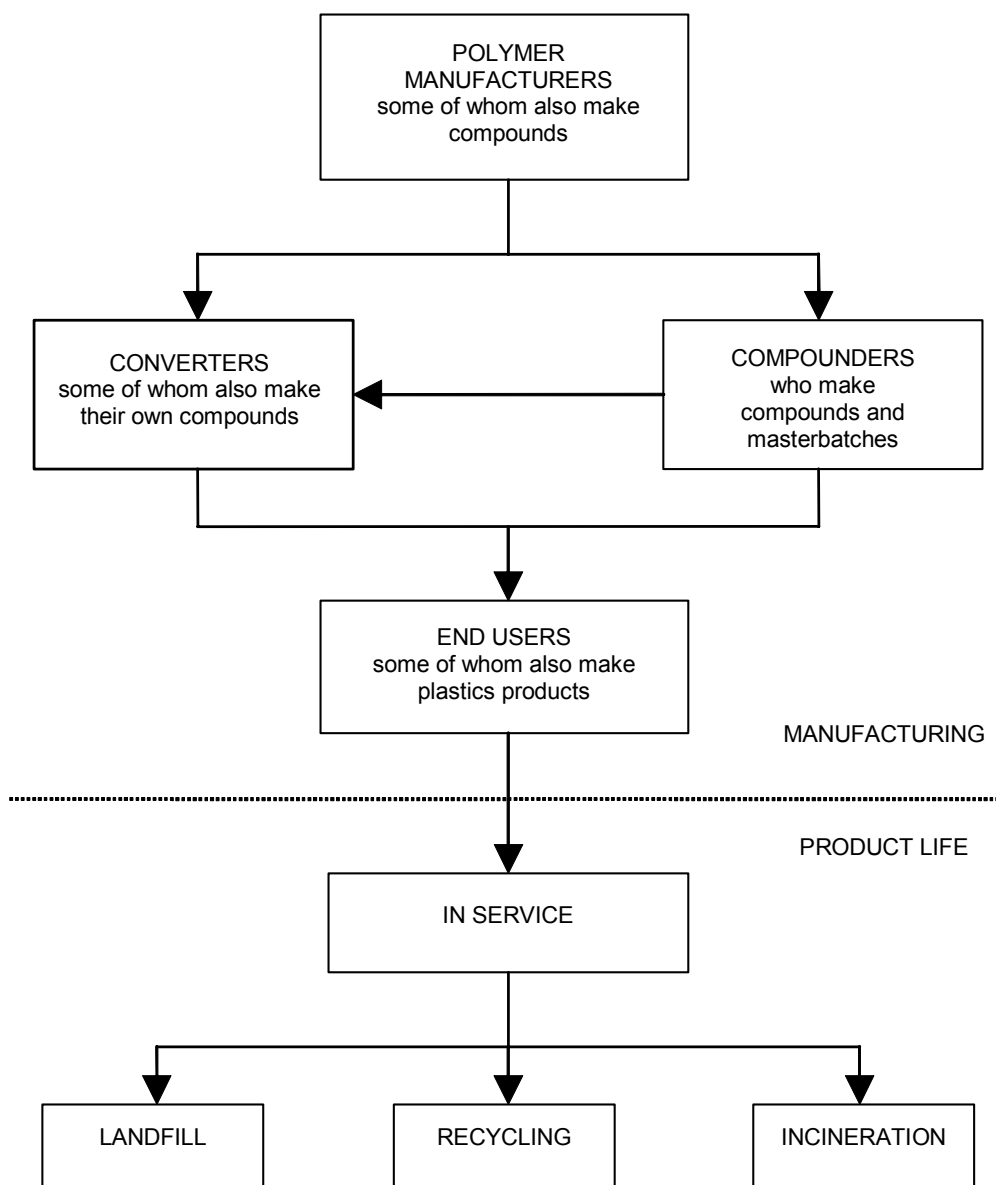 POLYMER
MANUFACTURERS
some of whom also make
compounds
CONVERTERS
some of whom also make
their own compounds
COMPOUNDERS
who make
compounds and
masterbatches
END USERS
some of whom also make
plastics products
MANUFACTURING
PRODUCT LIFE
IN SERVICE
LANDFILL
RECYCLING
INCINERATION